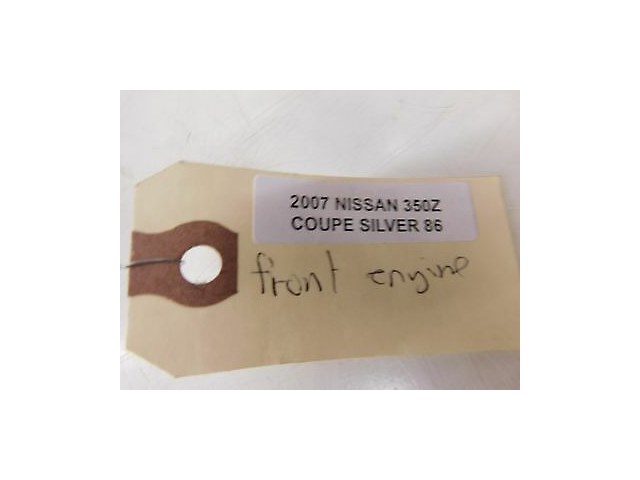 2007 NISSAN 350Z
COUPE SILVER 86
front engine